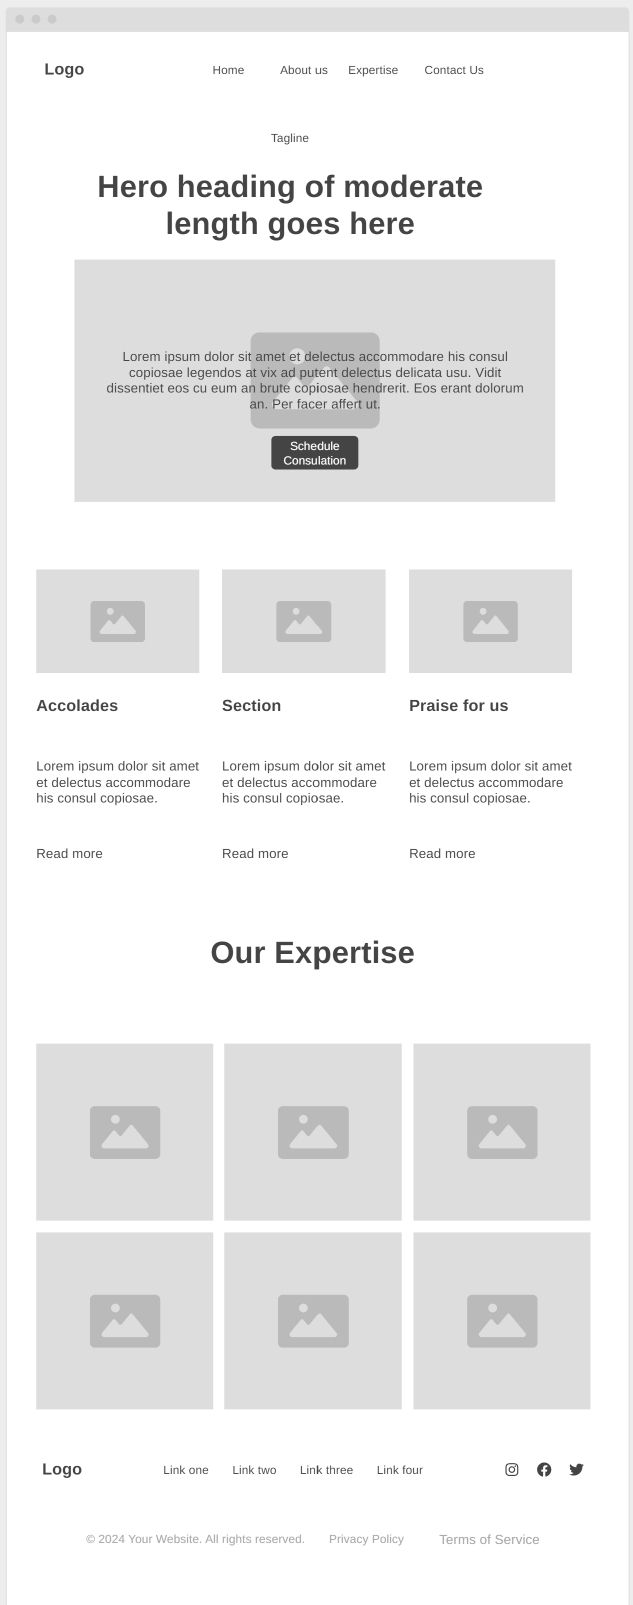 Logo
Home About us Expertise Contact Us
Tagline
Hero heading of moderate
length goes here
Lorem ipsum dolor sit amet et delectus accommodare his consul
copiosae legendos at vix ad putent delectus delicata usu. Vidit
dissentiet eos cu eum an brute copiosae hendrerit. Eos erant dolorum
an. Per facer affert ut.
Schedule
Consulation
Accolades
Lorem ipsum dolor sit amet
et delectus accommodare
his consul copiosae.
Read more
Section
Lorem ipsum dolor sit amet
et delectus accommodare
his consul copiosae.
Read more
Praise for us
Lorem ipsum dolor sit amet
et delectus accommodare
his consul copiosae.
Read more
Our Expertise
Logo
Link one Link two Link three Link four
© 2024 Your Website. All rights reserved. Privacy Policy Terms of Service